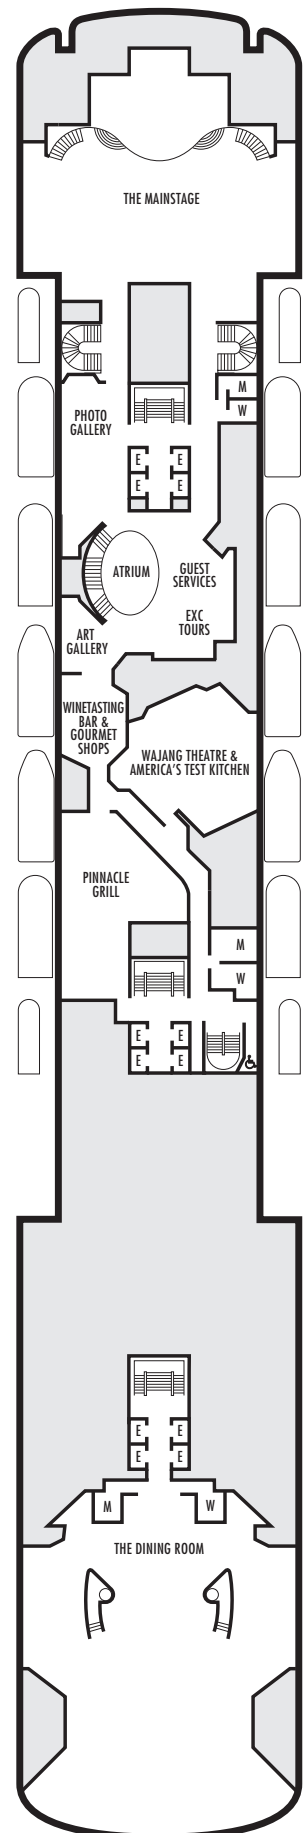 THE MAINSTAGE
M
W
PHOTO
GALLERY
E E
E E
ATRIUM
GUEST
SERVICES
EXC
TOURS
ART
GALLERY
WINETASTING
BAR &
GOURMET
SHOPS
WAJANG THEATRE &
AMERICA'S TEST KITCHEN
PINNACLE
GRILL
M
W
E E
E E
E E
E E
M W
THE DINING ROOM